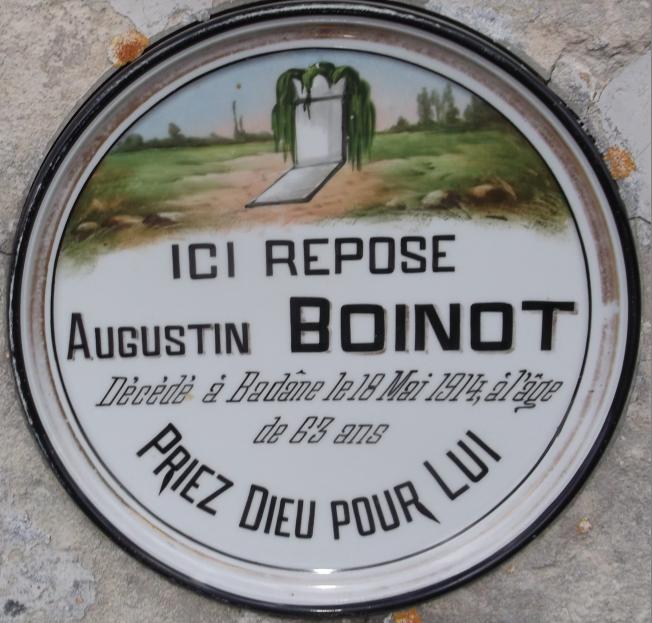 ICI REPOSE
AUGUSTIN BOINOT
Décédé à Badâne le 18 Mai 1914, à l'âge
de 63 ans
PRIEZ DIEU POUR LUI